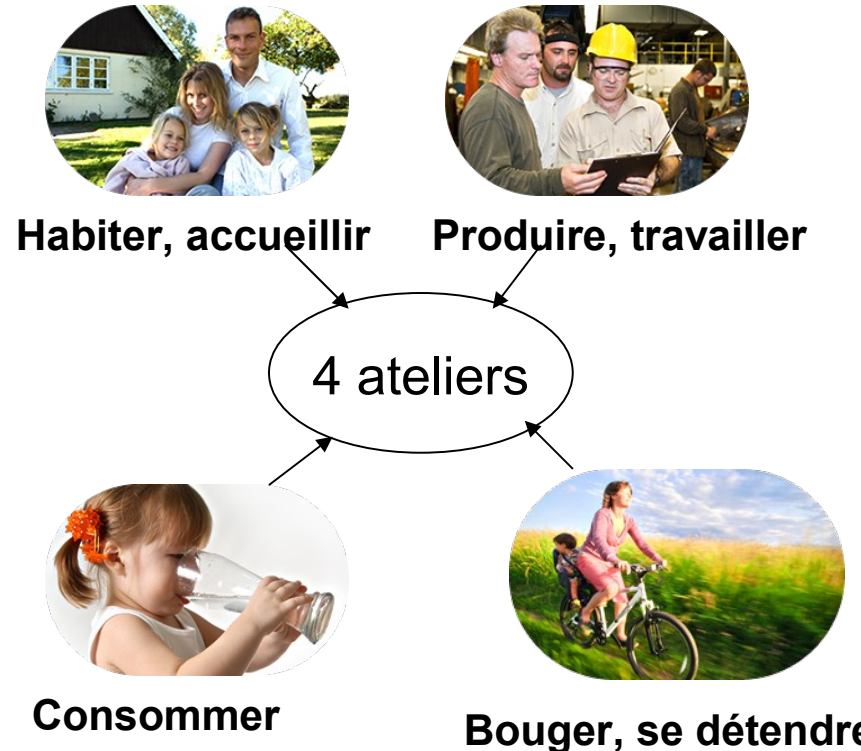 Habiter, accueillir
Produire, travailler
4 ateliers
Consommer
Bouger, se détendre